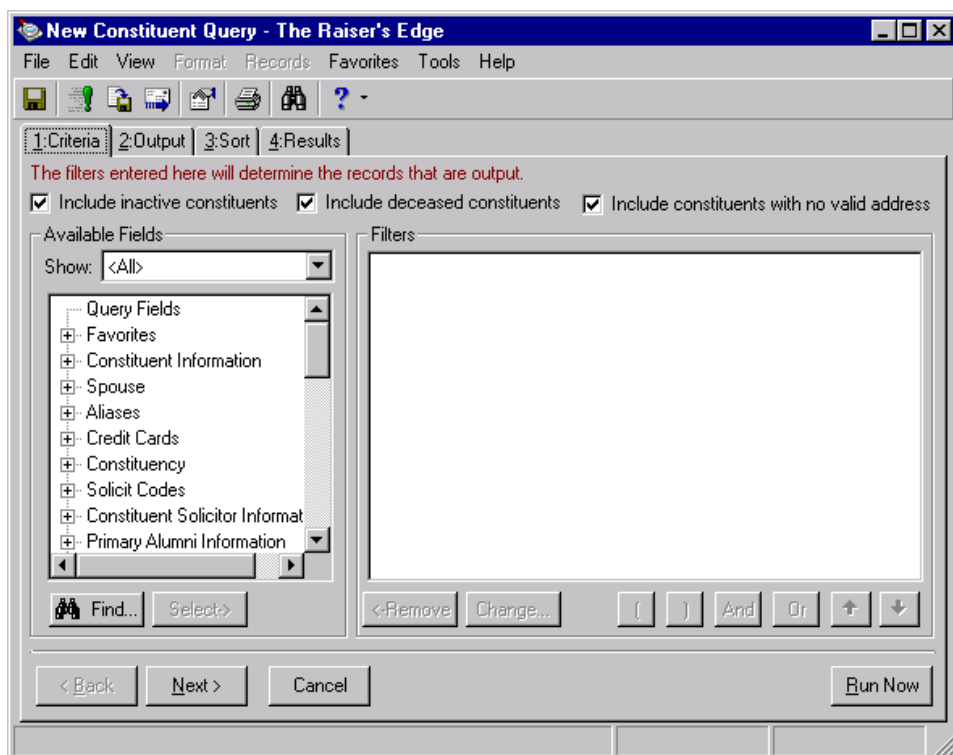 New Constituent Query - The Raiser's Edge
File Edit View Format Records Favorites Tools Help
?
1:Criteria 2:Output 3:Sort 4:Results
The filters entered here will determine the records that are output.
Include inactive constituents Include deceased constituents Include constituents with no valid address
Available Fields
Show: <All>
Query Fields
Favorites
Constituent Information
Spouse
Aliases
Credit Cards
Constituency
Solicit Codes
Constituent Solicitor Informat
Primary Alumni Information
Find... Select->
Filters
<-Remove Change... ( ) And Or
< Back Next > Cancel Run Now